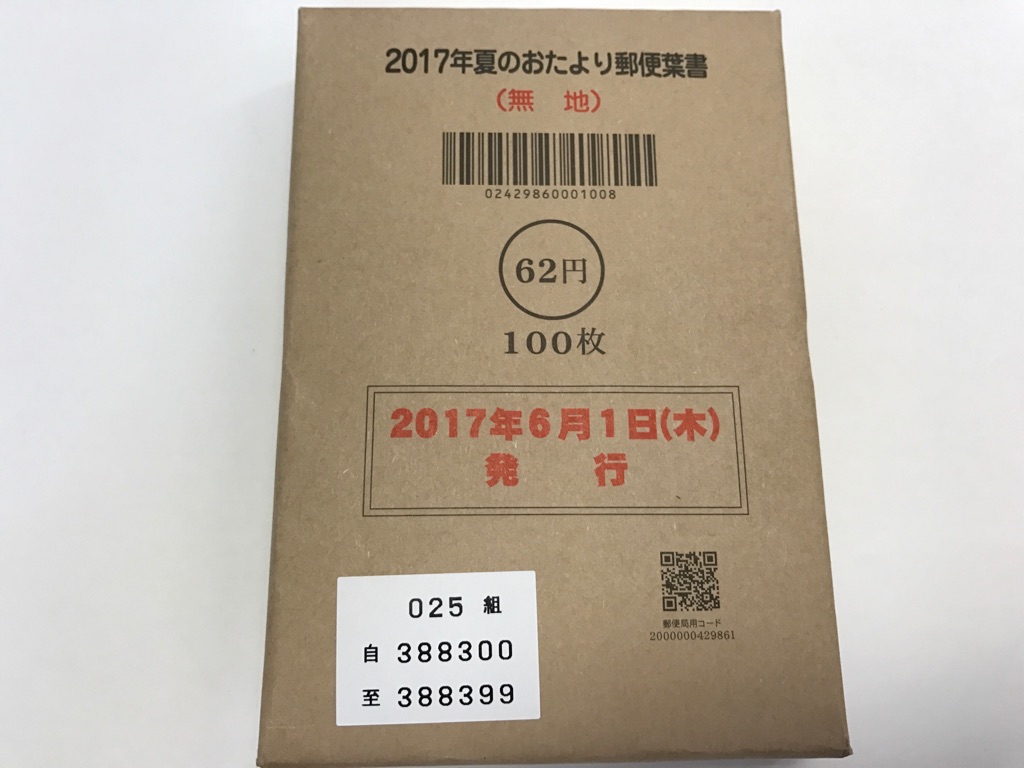 2017年夏のおたより郵便葉書
（無 地）
02429860001008
62円
100枚
2017年6月1日(木)
発 行
郵便局用コード
2000000429861
025 組
自 388300
至 388399